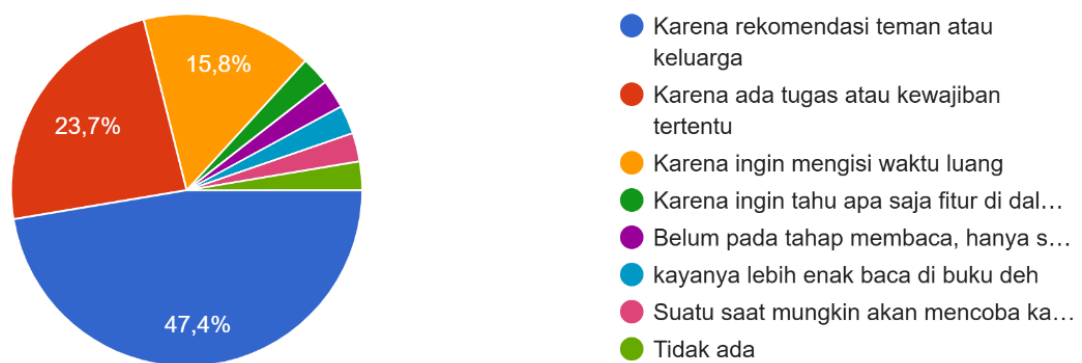 15,8%
23,7%
47,4%
Karena rekomendasi teman atau
keluarga
Karena ada tugas atau kewajiban
tertentu
Karena ingin mengisi waktu luang
Karena ingin tahu apa saja fitur di dal…
Belum pada tahap membaca, hanya s…
kayanya lebih enak baca di buku deh
Suatu saat mungkin akan mencoba ka…
Tidak ada